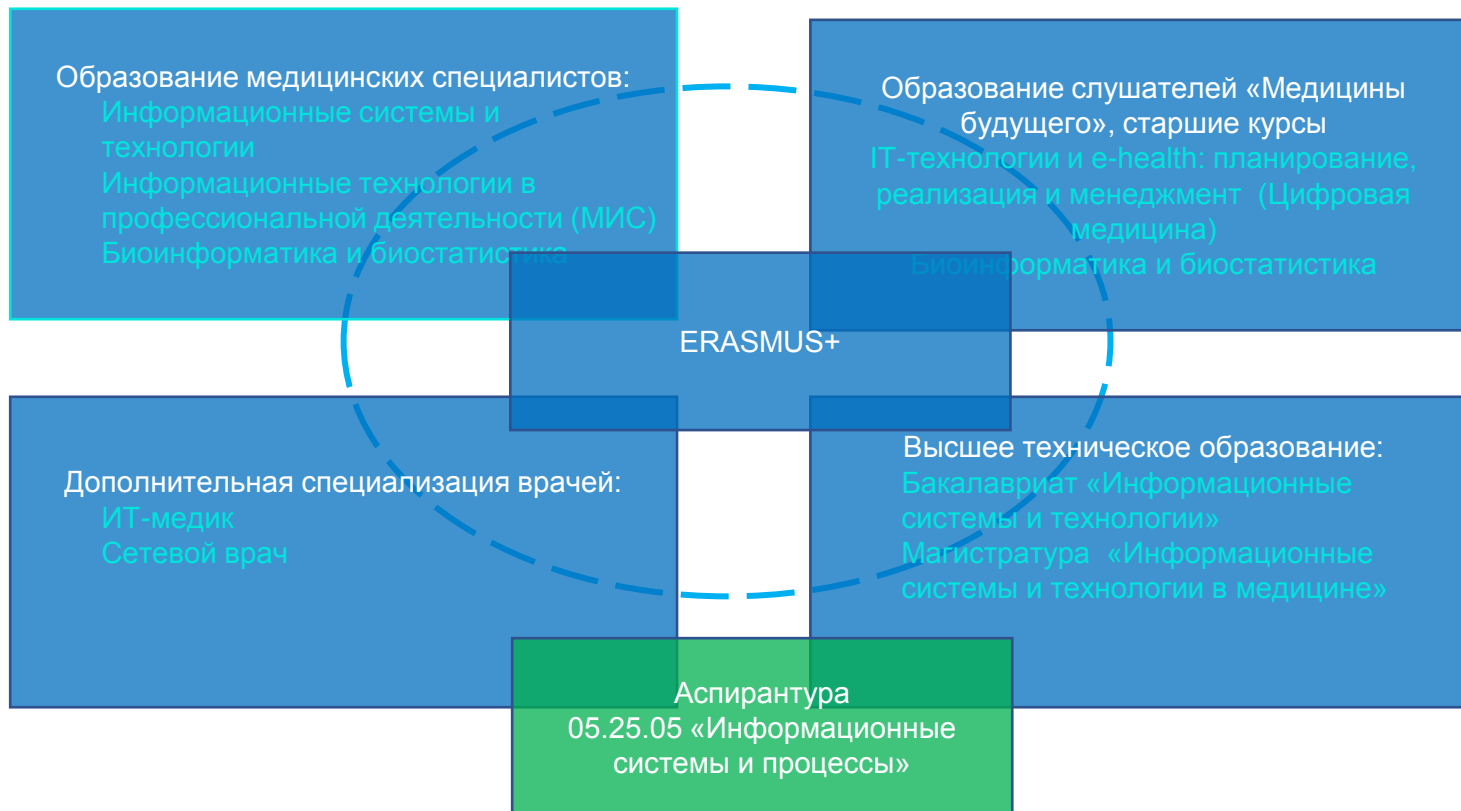 Образование медицинских специалистов:
Информационные системы и
технологии
Информационные технологии в
профессиональной деятельности (МИС)
Биоинформатика и биостатистика
Образование слушателей «Медицины
будущего», старшие курсы
IT-технологии и e-health: планирование,
реализация и менеджмент (Цифровая
медицина)
Биоинформатика и биостатистика
ERASMUS+
Дополнительная специализация врачей:
ИТ-медик
Сетевой врач
Высшее техническое образование:
Бакалавриат «Информационные
системы и технологии»
Магистратура «Информационные
системы и технологии в медицине»
Аспирантура
05.25.05 «Информационные
системы и процессы»